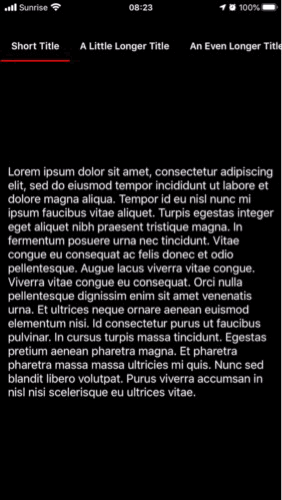 Sunrise 08:23 100%
Short Title A Little Longer Title An Even Longer Title
Lorem ipsum dolor sit amet, consectetur adipiscing
elit, sed do eiusmod tempor incididunt ut labore et
dolore magna aliqua. Tempor id eu nisl nunc mi
ipsum faucibus vitae aliquet. Turpis egestas integer
eget aliquet nibh praesent tristique magna. In
fermentum posuere urna nec tincidunt. Vitae
congue eu consequat ac felis donec et odio
pellentesque. Augue lacus viverra vitae congue.
Viverra vitae congue eu consequat. Orci nulla
pellentesque dignissim enim sit amet venenatis
urna. Et ultrices neque ornare aenean euismod
elementum nisi. Id consectetur purus ut faucibus
pulvinar. In cursus turpis massa tincidunt. Egestas
pretium aenean pharetra magna. Et pharetra
pharetra massa massa ultricies mi quis. Nunc sed
blandit libero volutpat. Purus viverra accumsan in
nisl nisi scelerisque eu ultrices vitae.